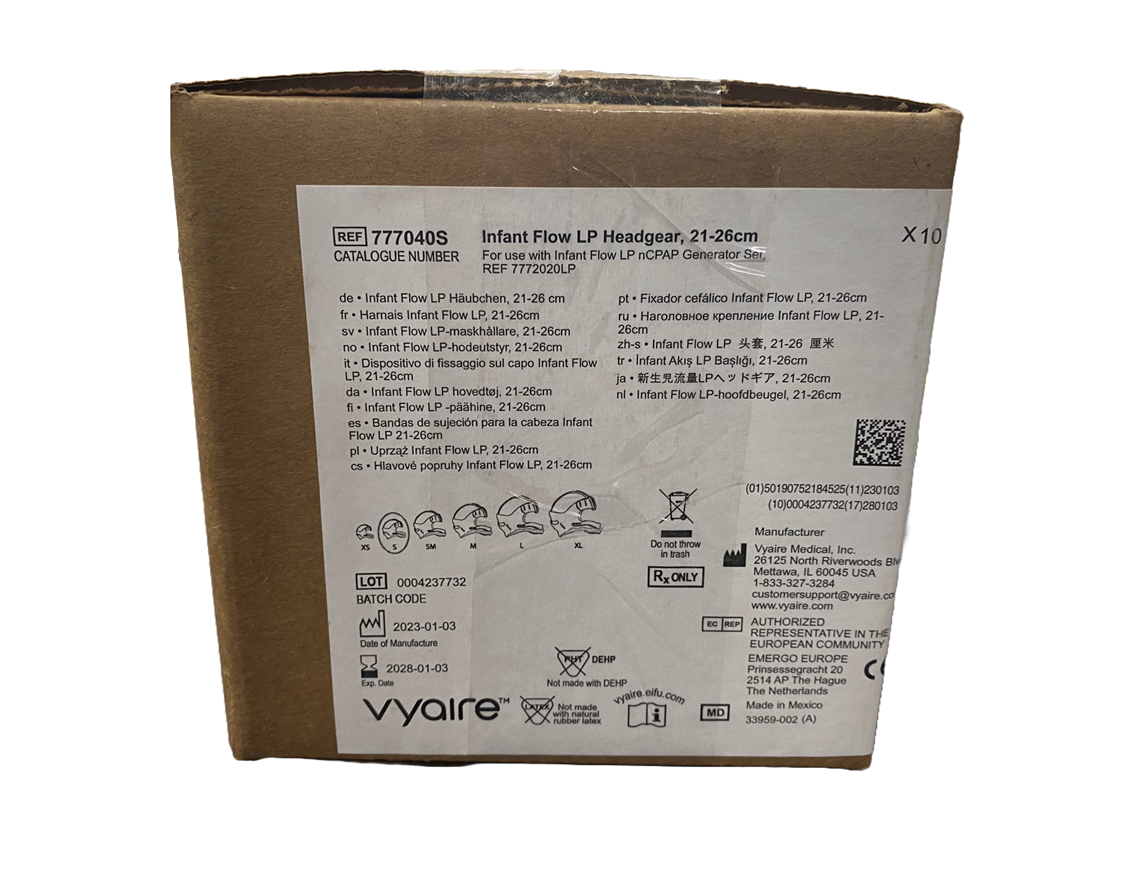 REF 777040S
CATALOGUE NUMBER
Infant Flow LP Headgear, 21-26cm
For use with Infant Flow LP nCPAP Generator Set,
REF 7772020LP
X10
de • Infant Flow LP Häubchen, 21-26 cm
fr • Harnais Infant Flow LP, 21-26cm
sv • Infant Flow LP-maskhållare, 21-26cm
no • Infant Flow LP-hodeutstyr, 21-26cm
it • Dispositivo di fissaggio sul capo Infant Flow
LP, 21-26cm
da • Infant Flow LP hovedtøj, 21-26cm
fi • Infant Flow LP -päähine, 21-26cm
es • Bandas de sujeción para la cabeza Infant
Flow LP 21-26cm
pl • Uprząż Infant Flow LP, 21-26cm
cs • Hlavové popruhy Infant Flow LP, 21-26cm
pt • Fixador cefálico Infant Flow LP, 21-26cm
ru • Наголовное крепление Infant Flow LP, 21-
26cm
zh-s • Infant Flow LP 头套, 21-26 厘米
tr • İnfant Akış LP Başlığı, 21-26cm
ja • 新生児流量LPヘッドギア, 21-26cm
nl • Infant Flow LP-hoofdbeugel, 21-26cm
(01)50190752184525(11)230103
(10)0004237732(17)280103
XS S SM M L XL
Do not throw
in trash
Rx ONLY
Manufacturer
Vyaire Medical, Inc.
26125 North Riverwoods Blv
Mettawa, IL 60045 USA
1-833-327-3284
customersupport@vyaire.co
www.vyaire.com
LOT 0004237732
BATCH CODE
2023-01-03
Date of Manufacture
2028-01-03
Exp. Date
EC REP AUTHORIZED
REPRESENTATIVE IN THE
EUROPEAN COMMUNITY
EMERGO EUROPE
Prinsessegracht 20
2514 AP The Hague
The Netherlands
CE
PHT DEHP
Not made with DEHP
vyaire™
LATEX Not made
with natural
rubber latex
vyaire.eifu.com
MD
Made in Mexico
33959-002 (A)